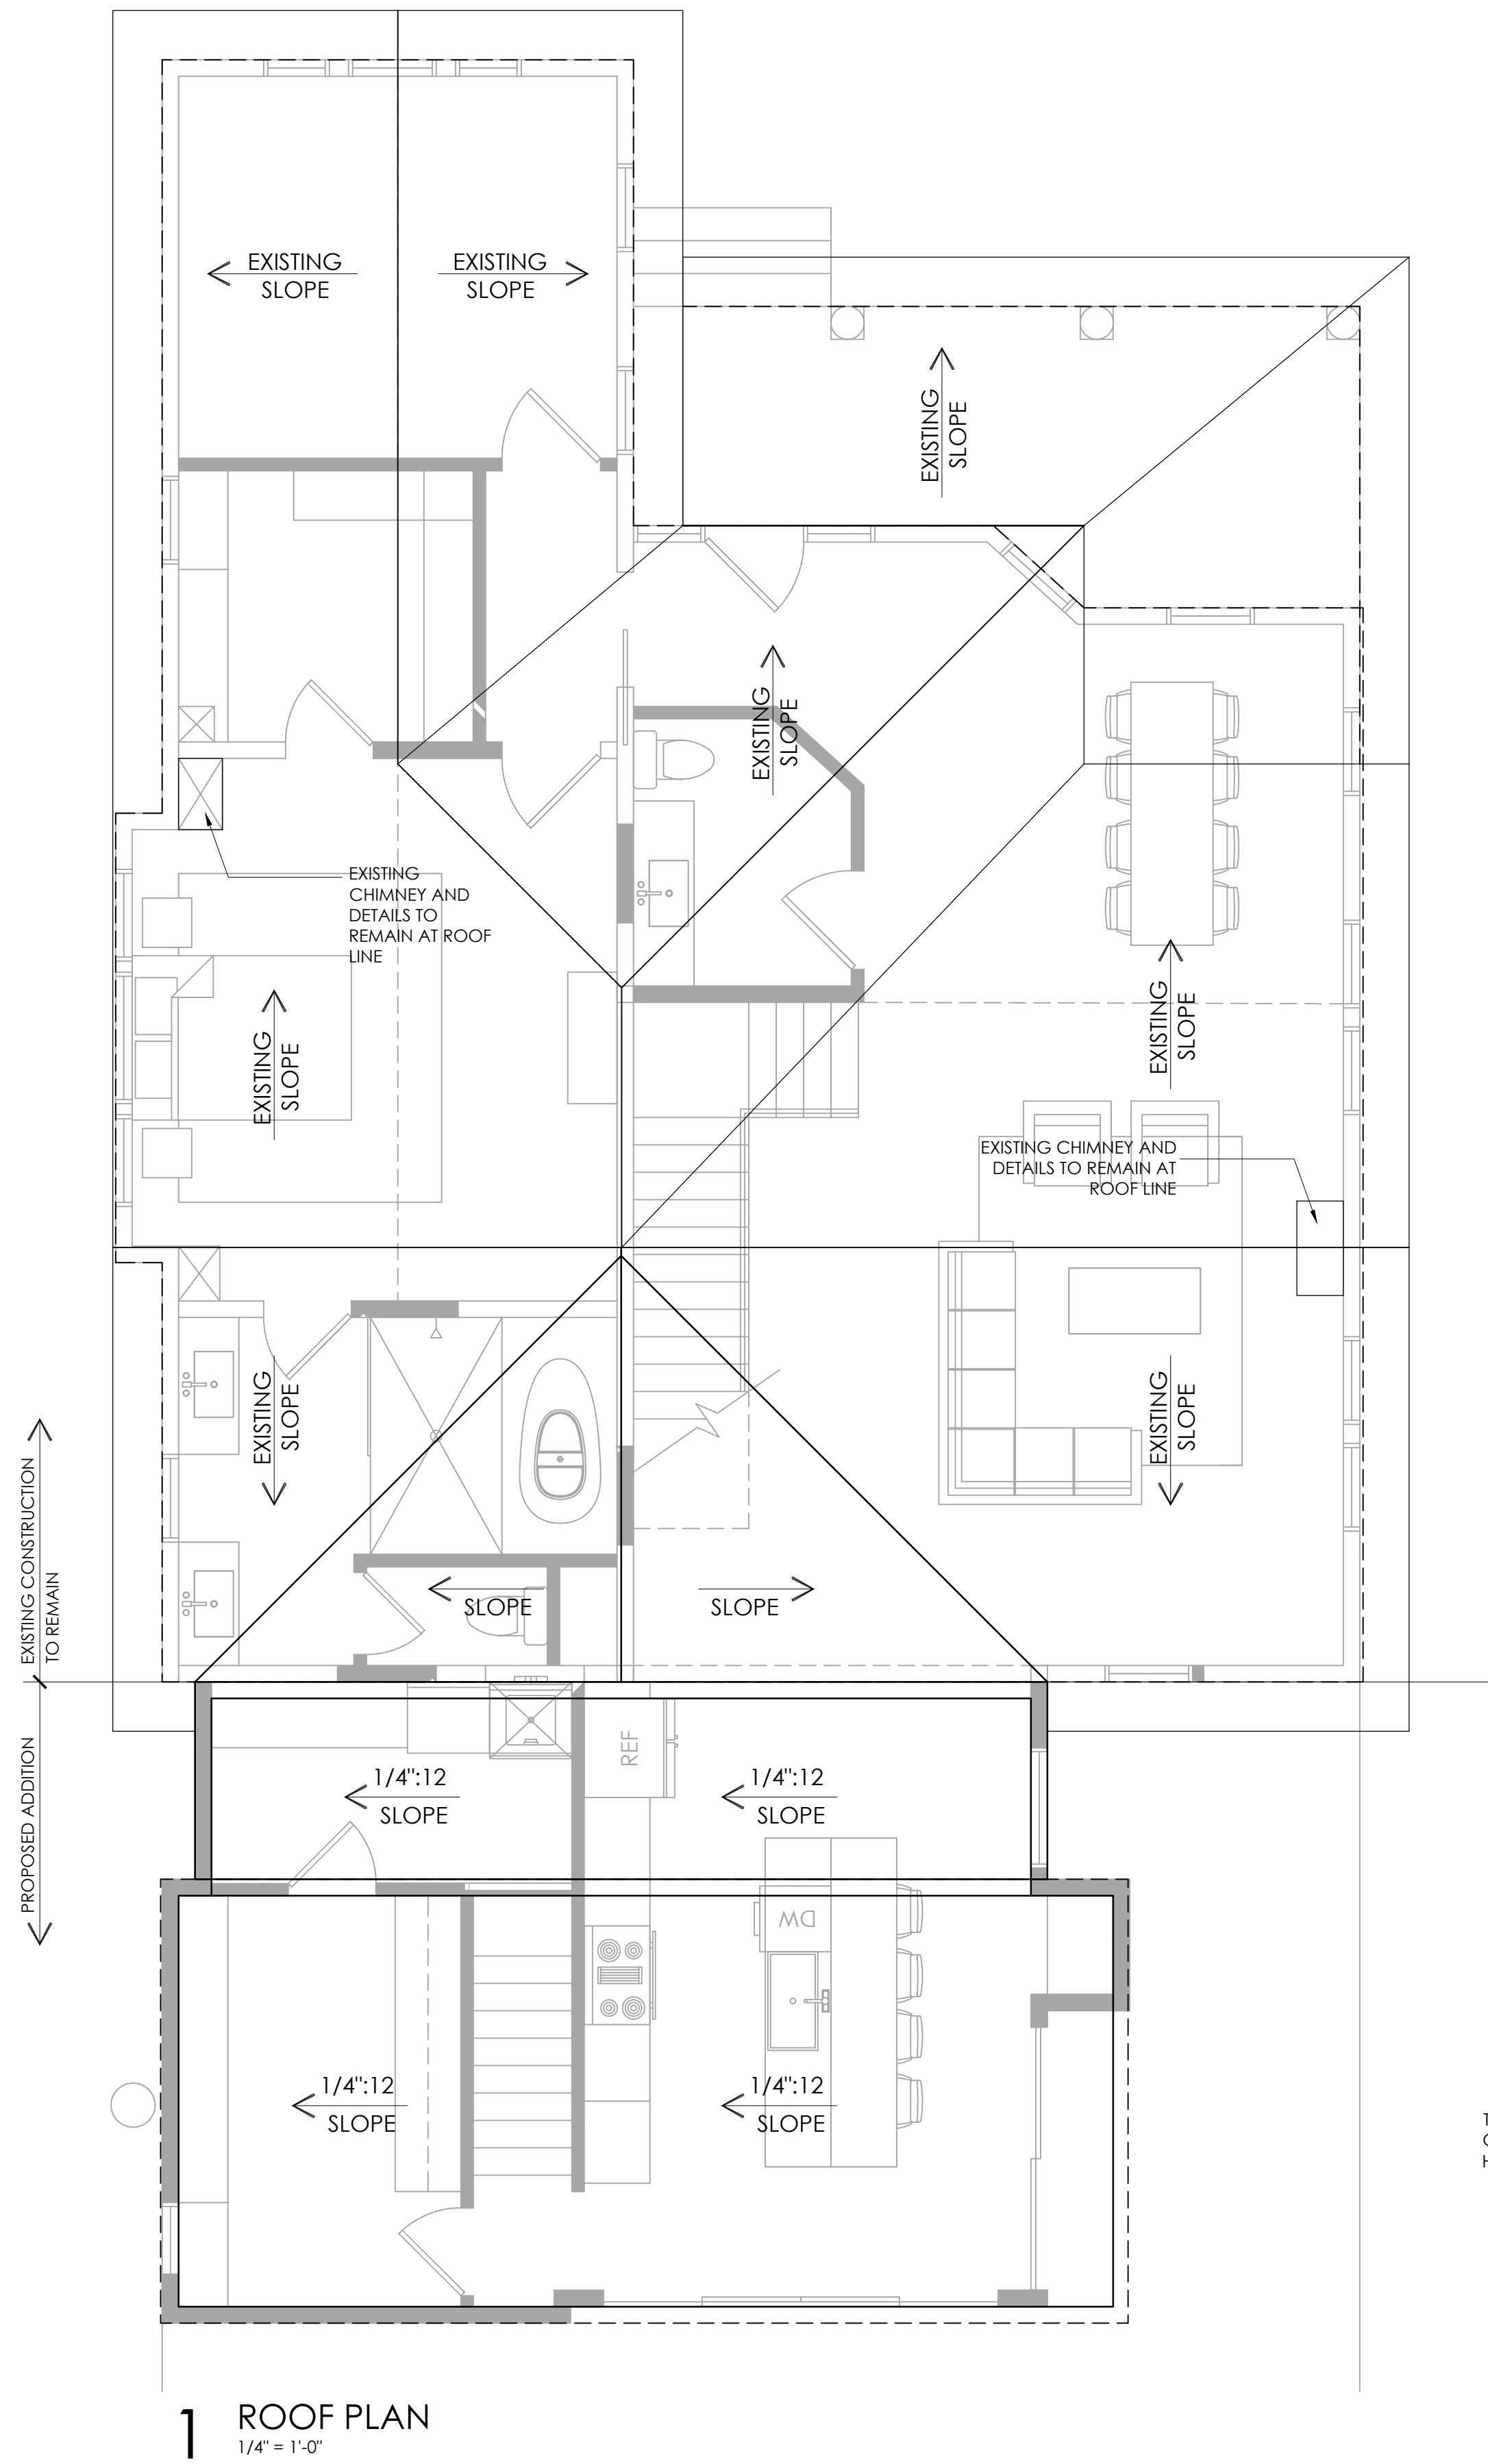 EXISTING
SLOPE
EXISTING
SLOPE
EXISTING
SLOPE
EXISTING
SLOPE
EXISTING
CHIMNEY AND
DETAILS TO
REMAIN AT ROOF
LINE
EXISTING
SLOPE
EXISTING
SLOPE
EXISTING CHIMNEY AND
DETAILS TO REMAIN AT
ROOF LINE
EXISTING
SLOPE
EXISTING
SLOPE
EXISTING CONSTRUCTION
TO REMAIN
SLOPE
SLOPE
PROPOSED ADDITION
REF
1/4":12
SLOPE
1/4":12
SLOPE
DW
1/4":12
SLOPE
1/4":12
SLOPE
1
ROOF PLAN
1/4" = 1'-0"